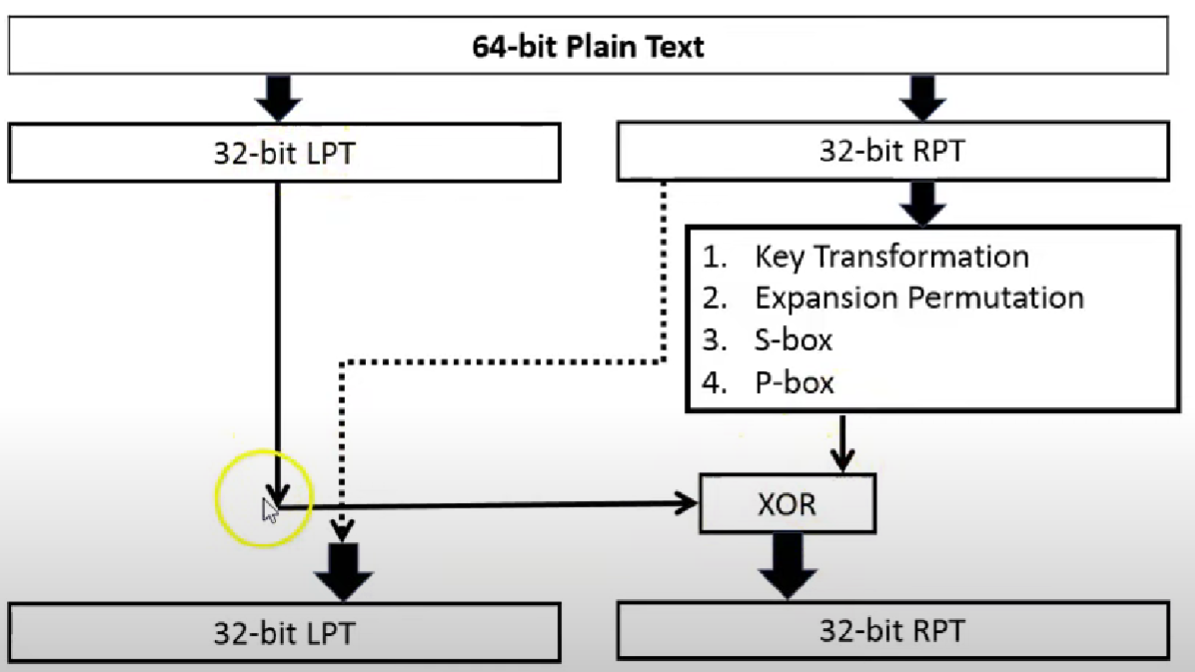 64-bit Plain Text
32-bit LPT
32-bit RPT
1. Key Transformation
2. Expansion Permutation
3. S-box
4. P-box
XOR
32-bit LPT
32-bit RPT